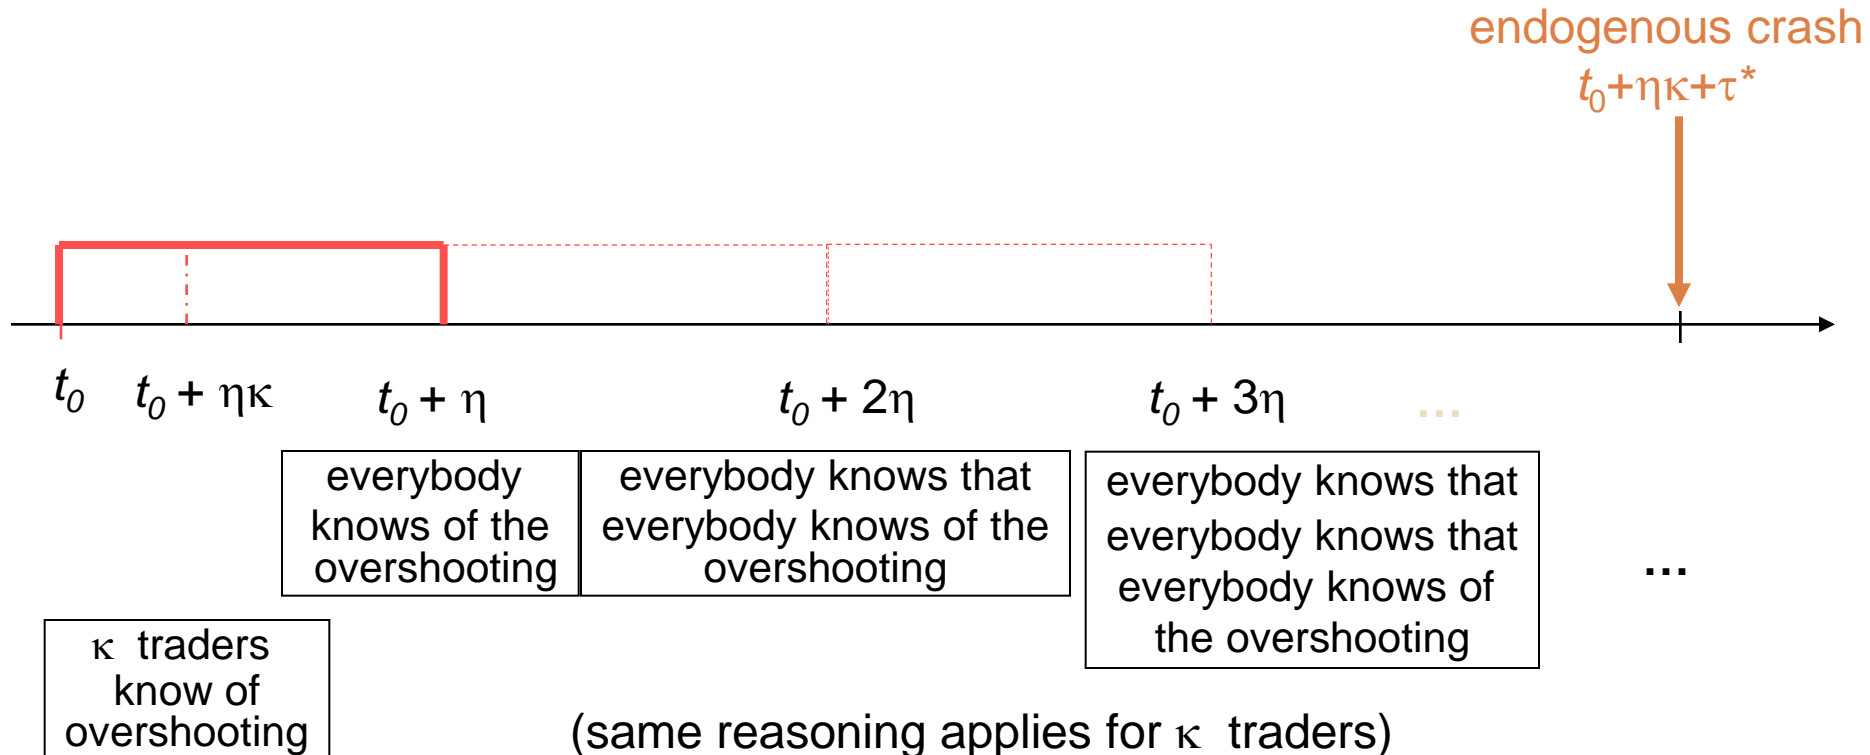 endogenous crash
t₀+ηκ+τ*
t₀ t₀ + ηκ t₀ + η t₀ + 2η t₀ + 3η ...
everybody
knows of the
overshooting
everybody knows that
everybody knows of the
overshooting
everybody knows that
everybody knows that
everybody knows of
the overshooting
...
κ traders
know of
overshooting
(same reasoning applies for κ traders)